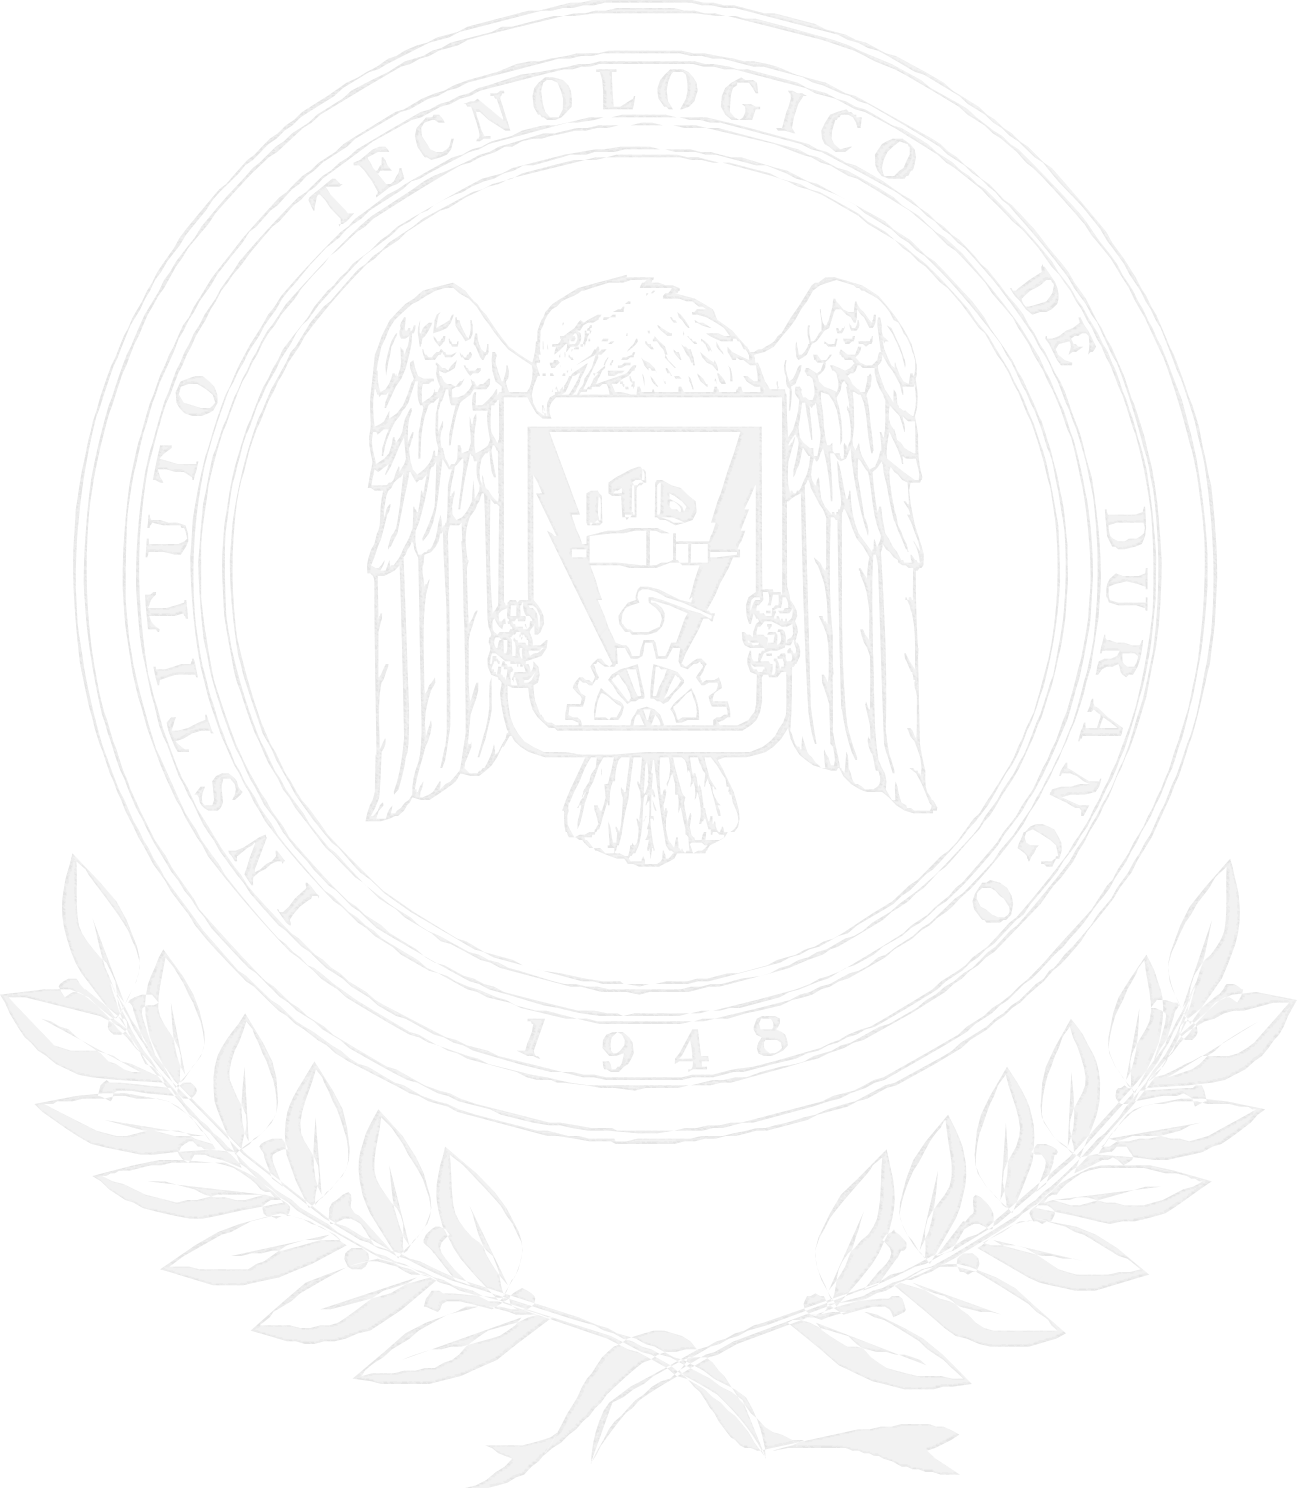 INSTITUTO TECNOLOGICO DE DURANGO
ITD
1948